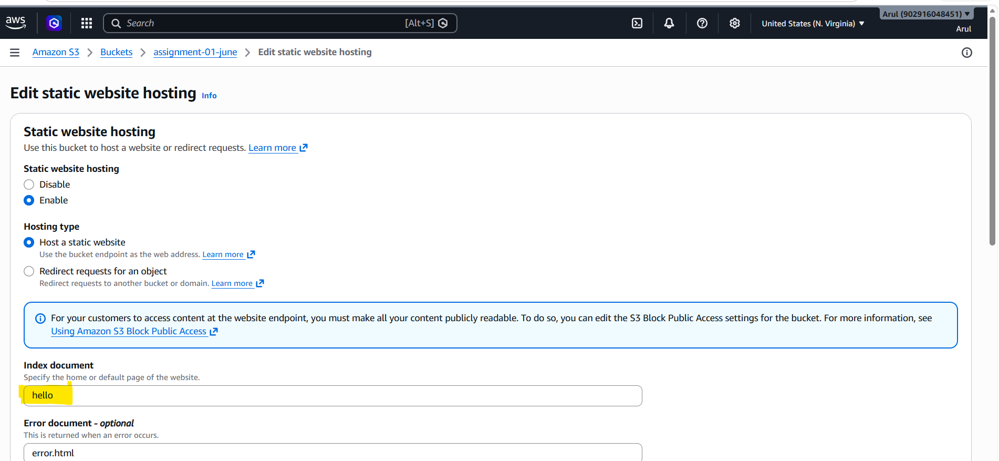 aws
Search [Alt+S]
United States (N. Virginia)
Arul (902916048451)
Arul
Amazon S3 > Buckets > assignment-01-june > Edit static website hosting
Edit static website hosting Info
Static website hosting
Use this bucket to host a website or redirect requests. Learn more
Static website hosting
Disable
Enable
Hosting type
Host a static website
Use the bucket endpoint as the web address. Learn more
Redirect requests for an object
Redirect requests to another bucket or domain. Learn more
For your customers to access content at the website endpoint, you must make all your content publicly readable. To do so, you can edit the S3 Block Public Access settings for the bucket. For more information, see
Using Amazon S3 Block Public Access
Index document
Specify the home or default page of the website.
hello
Error document - optional
This is returned when an error occurs.
error.html